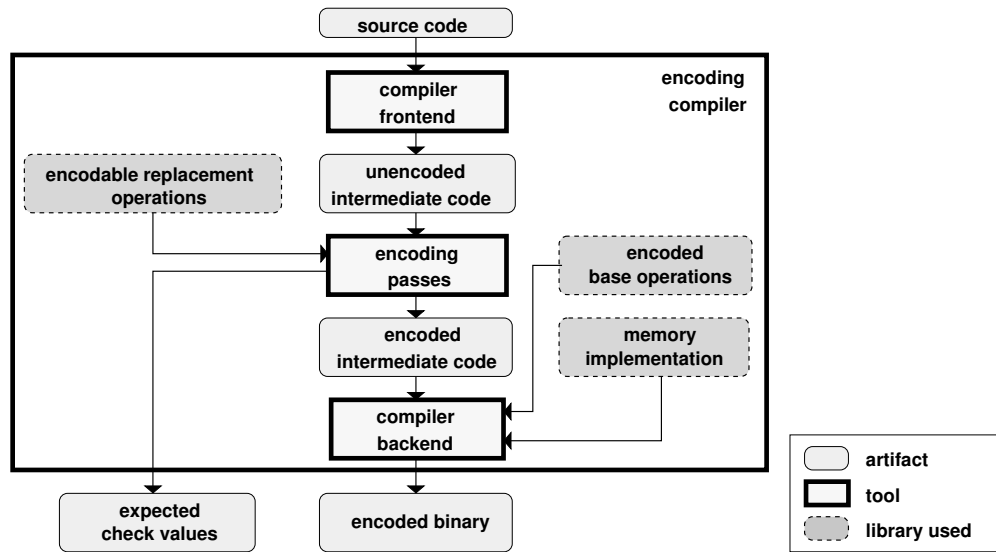 source code
encoding
compiler
compiler
frontend
encodable replacement
operations
unencoded
intermediate code
encoding
passes
encoded
base operations
encoded
intermediate code
memory
implementation
compiler
backend
artifact
tool
library used
expected
check values
encoded binary